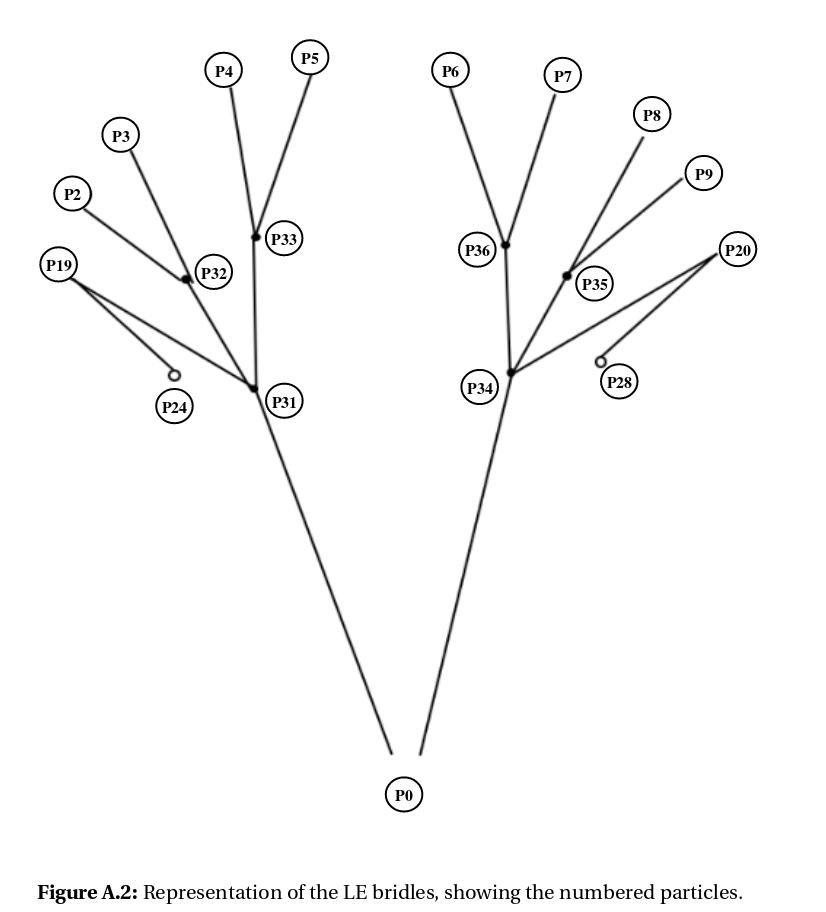 P5
P4
P6
P7
P8
P3
P9
P2
P33
P36
P20
P19
P32
P35
P28
P34
P31
P24
P0
Figure A.2: Representation of the LE bridles, showing the numbered particles.